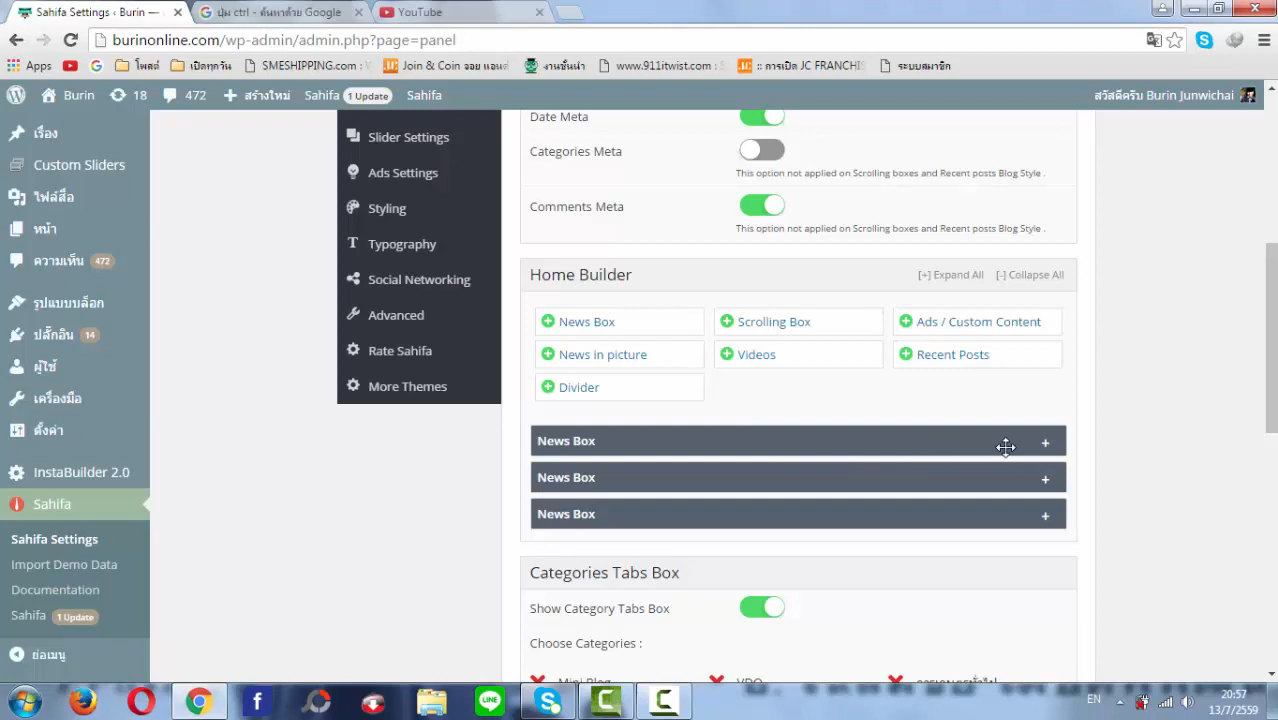 Sahifa Settings ‹ Burin —
ปุ่ม ctrl - ค้นหาด้วย Google
YouTube
burinonline.com/wp-admin/admin.php?page=panel
Apps
โพสต์
เปิดทุกวัน
SMESHIPPING.com :
Join & Coin จอย แอนด์
งานชั้นนำ
www.911itwist.com :
:: การเปิด JC FRANCHIS
ระบบสมาชิก
Burin
18
472
สร้างใหม่
Sahifa 1 Update
Sahifa
สวัสดีครับ Burin Junwichai
เรื่อง
Custom Sliders
ไฟล์สื่อ
หน้า
ความเห็น 472
รูปแบบบล็อก
ปลั๊กอิน 14
ผู้ใช้
เครื่องมือ
ตั้งค่า
InstaBuilder 2.0
Sahifa
Sahifa Settings
Import Demo Data
Documentation
Sahifa 1 Update
ย่อเมนู
Slider Settings
Ads Settings
Styling
Typography
Social Networking
Advanced
Rate Sahifa
More Themes
Date Meta
Categories Meta
This option not applied on Scrolling boxes and Recent posts Blog Style .
Comments Meta
This option not applied on Scrolling boxes and Recent posts Blog Style .
Home Builder
[+] Expand All
[-] Collapse All
News Box
Scrolling Box
Ads / Custom Content
News in picture
Videos
Recent Posts
Divider
News Box +
News Box +
News Box +
Categories Tabs Box
Show Category Tabs Box
Choose Categories :
Mini Blog
VDO
EN
20:57
13/7/2559